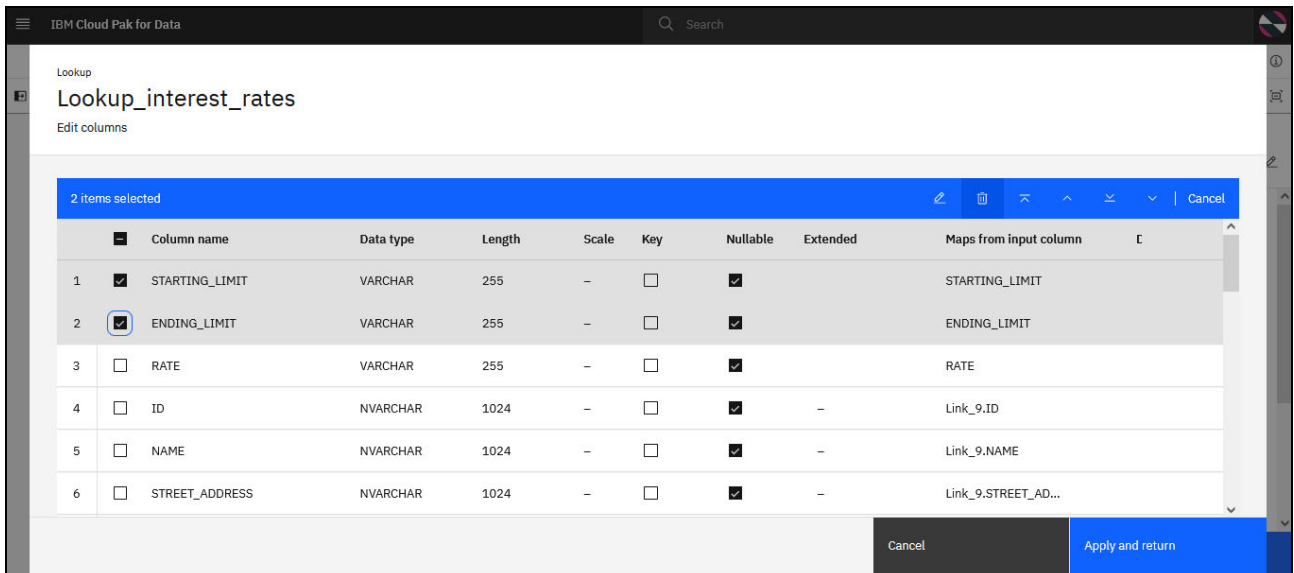 IBM Cloud Pak for Data Search
Lookup
Lookup_interest_rates
Edit columns
2 items selected Cancel
Column name Data type Length Scale Key Nullable Extended Maps from input column
1 STARTING_LIMIT VARCHAR 255 – STARTING_LIMIT
2 ENDING_LIMIT VARCHAR 255 – ENDING_LIMIT
3 RATE VARCHAR 255 – RATE
4 ID NVARCHAR 1024 – – Link_9.ID
5 NAME NVARCHAR 1024 – – Link_9.NAME
6 STREET_ADDRESS NVARCHAR 1024 – – Link_9.STREET_AD...
Cancel Apply and return